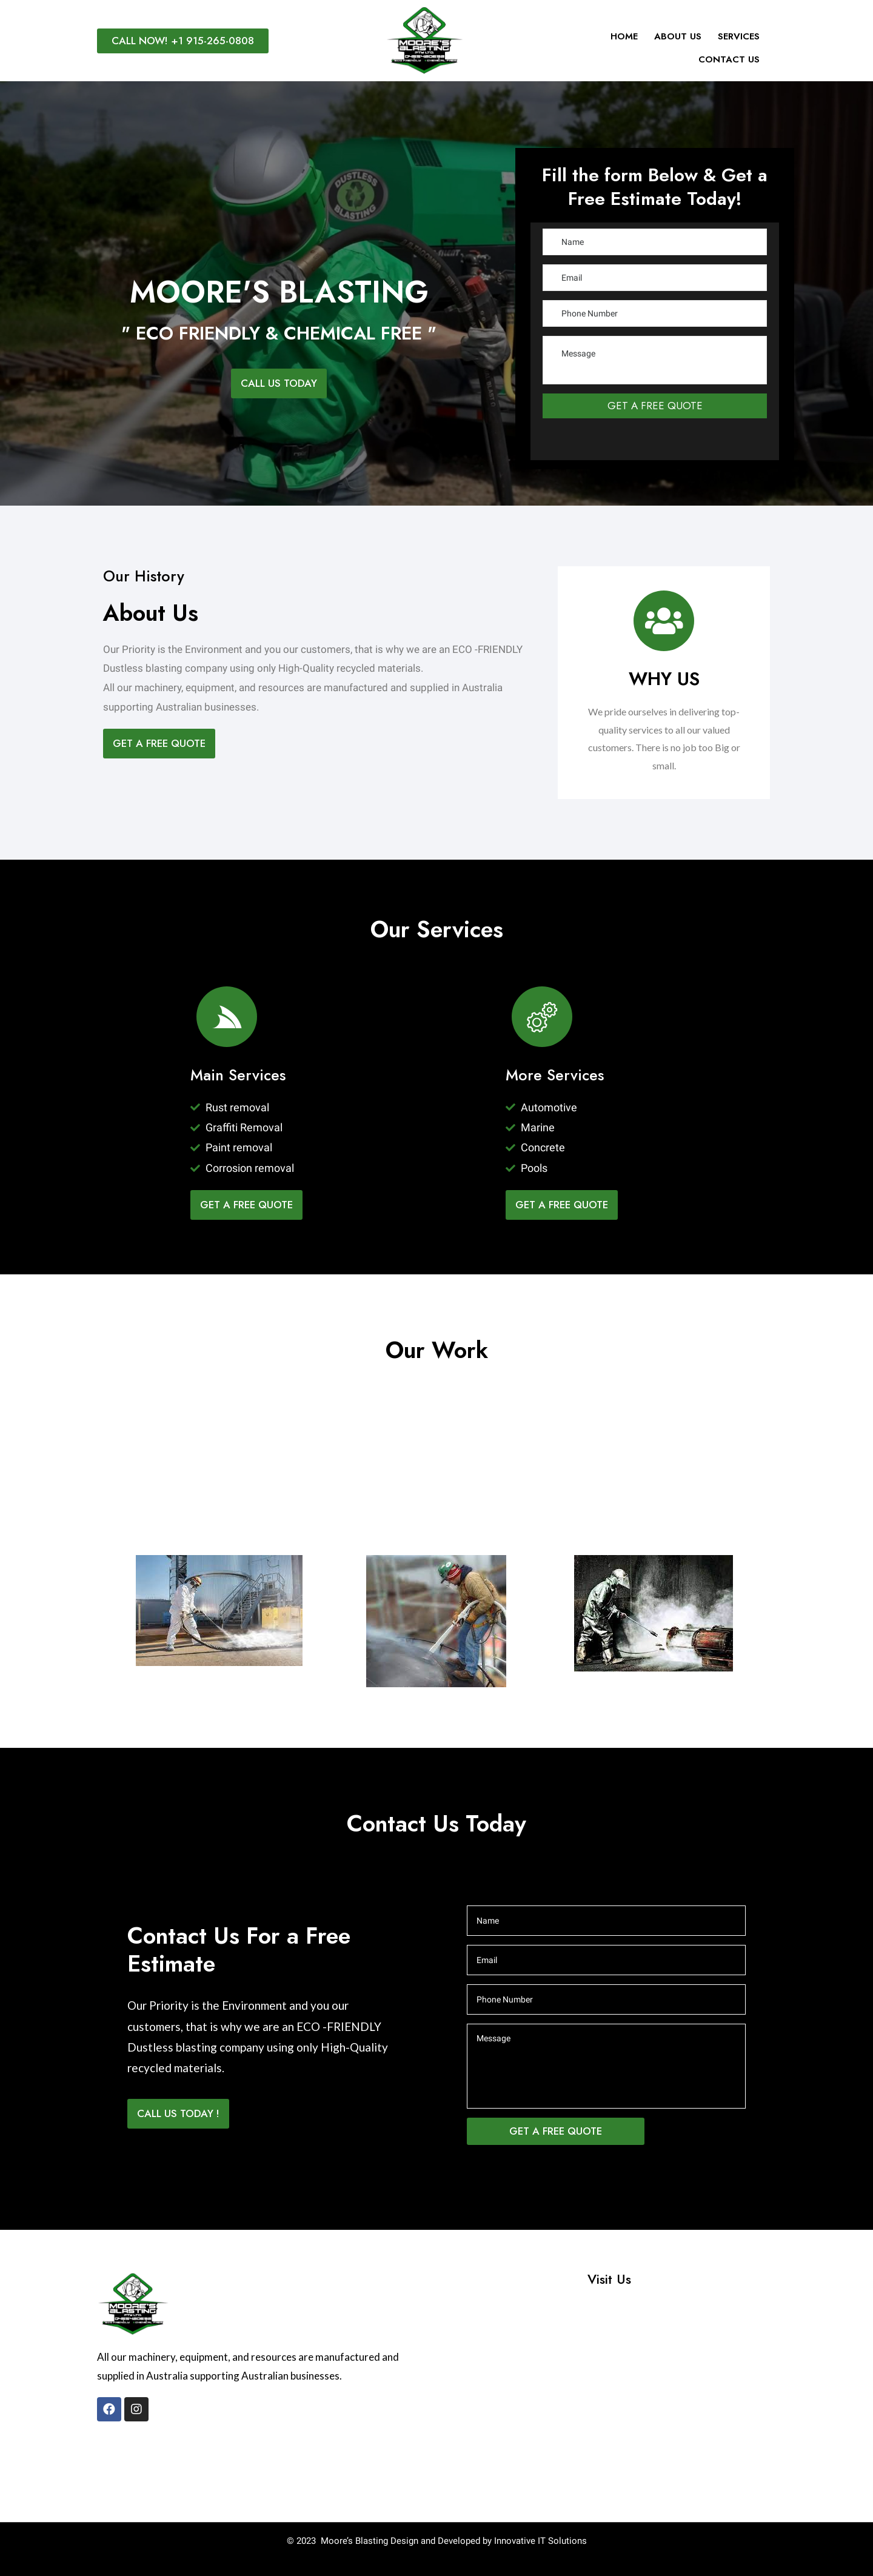 CALL NOW! +1 915-265-0808
MOORE'S
BLASTING
HOME ABOUT US SERVICES
CONTACT US
DUSTLESS
BLASTING
MOORE'S BLASTING
" ECO FRIENDLY & CHEMICAL FREE "
CALL US TODAY
Fill the form Below & Get a
Free Estimate Today!
Name
Email
Phone Number
Message
GET A FREE QUOTE
Our History
About Us
Our Priority is the Environment and you our customers, that is why we are an ECO -FRIENDLY
Dustless blasting company using only High-Quality recycled materials.
All our machinery, equipment, and resources are manufactured and supplied in Australia
supporting Australian businesses.
GET A FREE QUOTE
WHY US
We pride ourselves in delivering top-
quality services to all our valued
customers. There is no job too Big or
small.
Our Services
Main Services
Rust removal
Graffiti Removal
Paint removal
Corrosion removal
GET A FREE QUOTE
More Services
Automotive
Marine
Concrete
Pools
GET A FREE QUOTE
Our Work
Contact Us Today
Contact Us For a Free
Estimate
Our Priority is the Environment and you our
customers, that is why we are an ECO -FRIENDLY
Dustless blasting company using only High-Quality
recycled materials.
CALL US TODAY !
Name
Email
Phone Number
Message
GET A FREE QUOTE
MOORE'S
BLASTING
All our machinery, equipment, and resources are manufactured and
supplied in Australia supporting Australian businesses.
Visit Us
© 2023 Moore's Blasting Design and Developed by Innovative IT Solutions